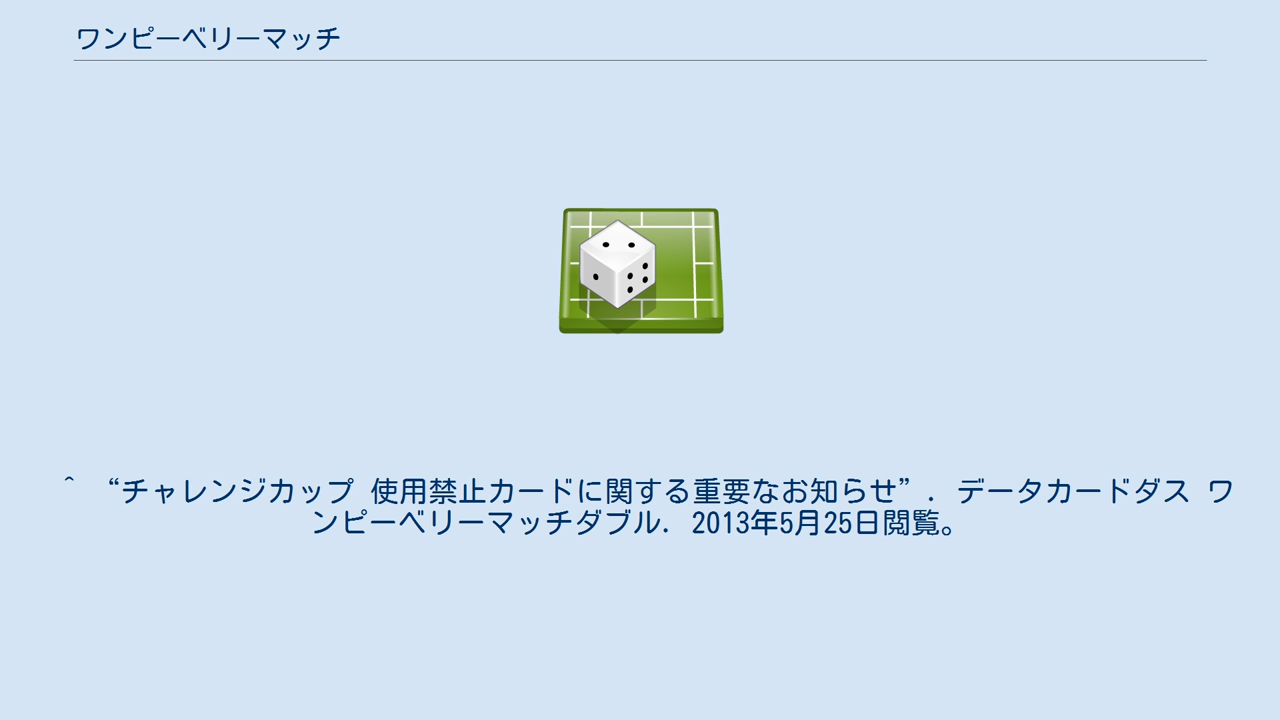 ワンピーベリーマッチ
^ “チャレンジカップ 使用禁止カードに関する重要なお知らせ”. データカードダス ワ
ンピーベリーマッチダブル. 2013年5月25日閲覧。